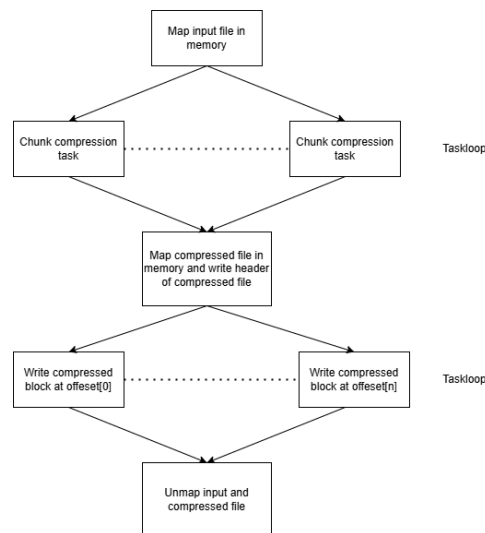 Map input file in
memory
Chunk compression
task
Chunk compression
task
Taskloop
Map compressed file in
memory and write header
of compressed file
Write compressed
block at offeset[0]
Write compressed
block at offeset[n]
Taskloop
Unmap input and
compressed file